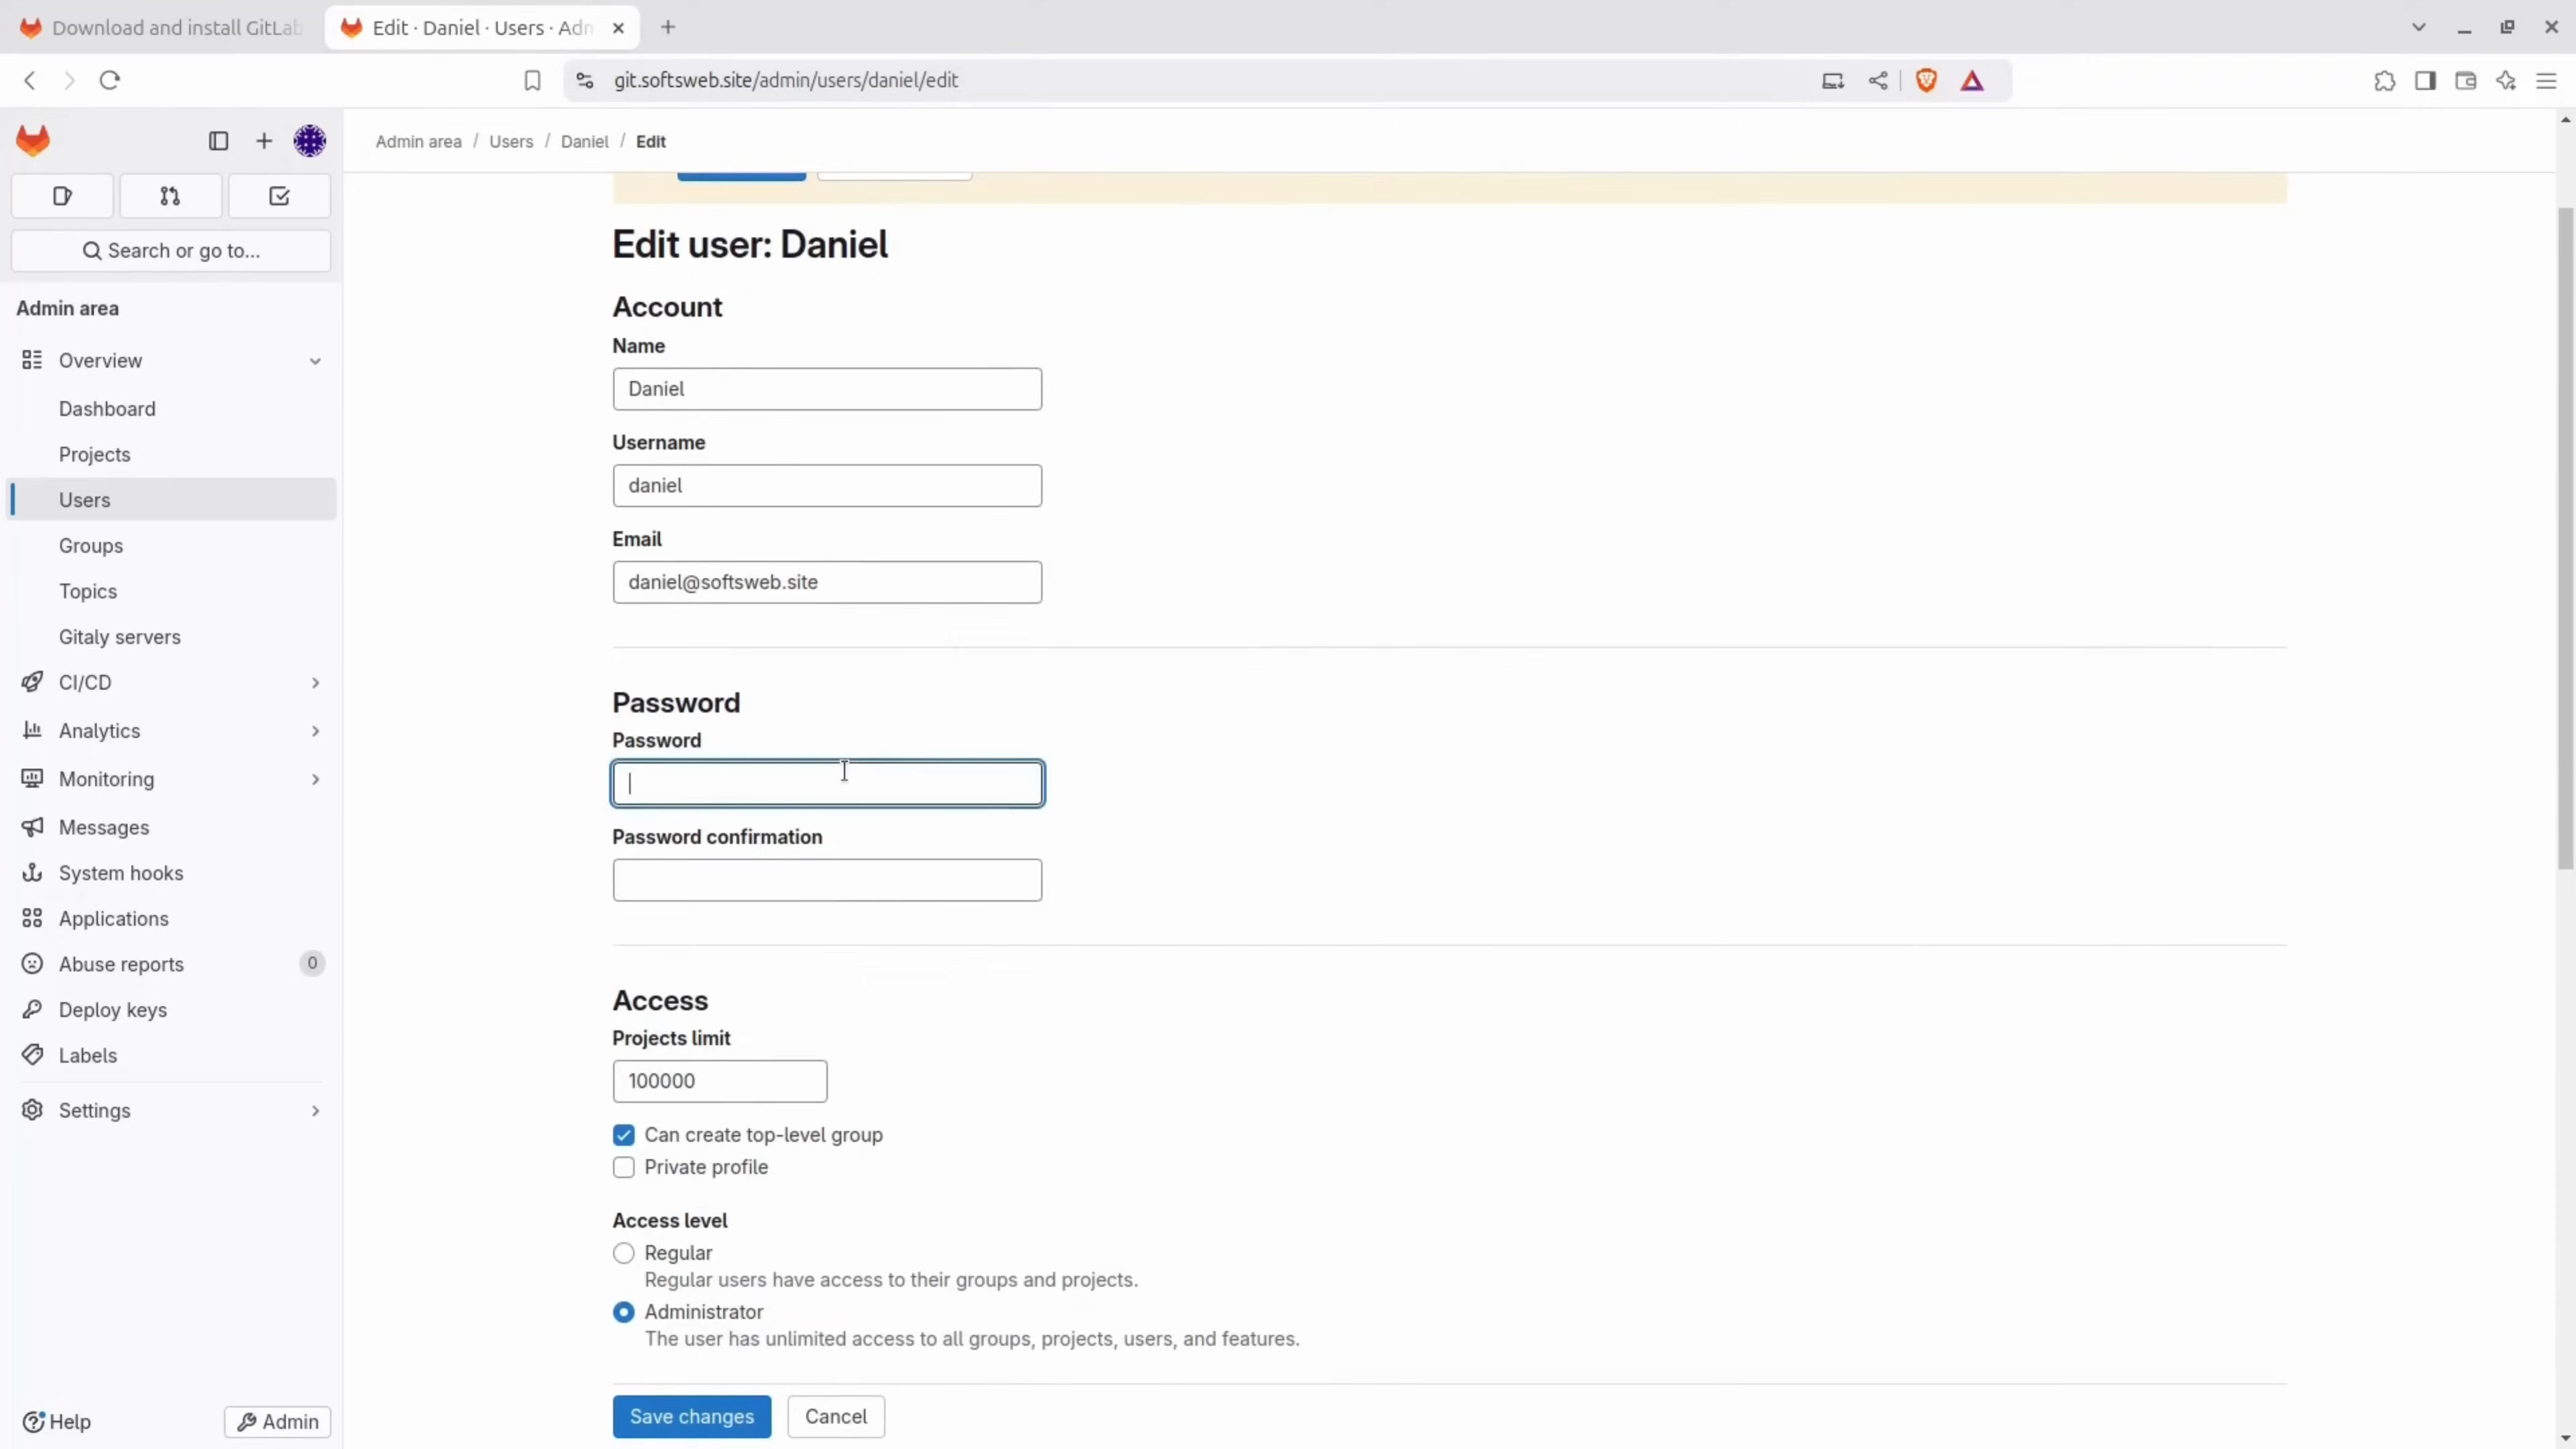 Download and install GitLab
Edit · Daniel · Users · Adm
git.softsweb.site/admin/users/daniel/edit
Admin area / Users / Daniel / Edit
Search or go to...
Admin area
Overview
Dashboard
Projects
Users
Groups
Topics
Gitaly servers
CI/CD
Analytics
Monitoring
Messages
System hooks
Applications
Abuse reports 0
Deploy keys
Labels
Settings
Help
Admin
Edit user: Daniel
Account
Name
Daniel
Username
daniel
Email
daniel@softsweb.site
Password
Password
Password confirmation
Access
Projects limit
100000
Can create top-level group
Private profile
Access level
Regular
Regular users have access to their groups and projects.
Administrator
The user has unlimited access to all groups, projects, users, and features.
Save changes
Cancel